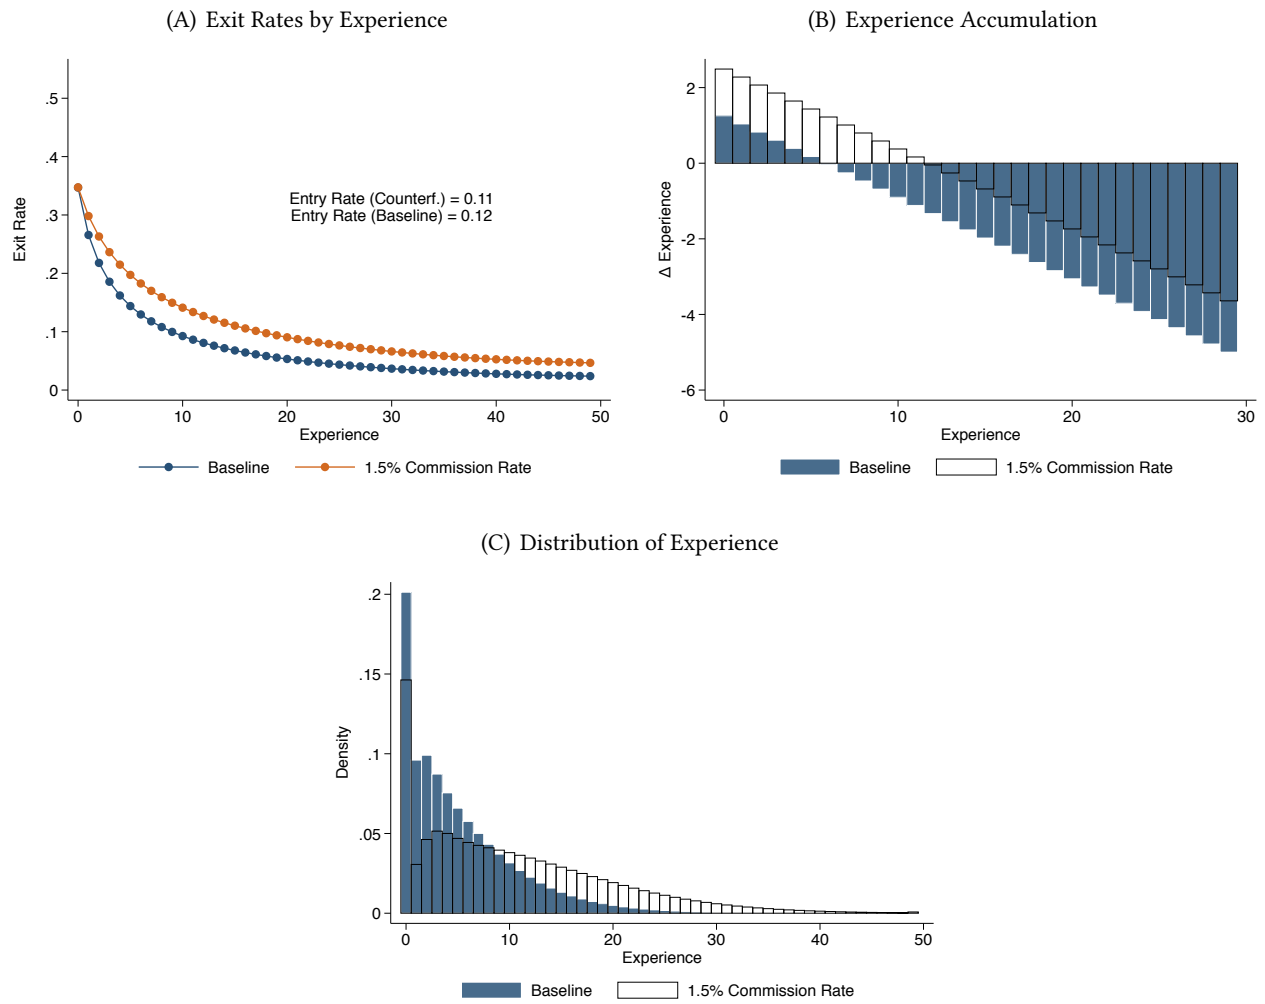 (A) Exit Rates by Experience
.5
.4
.3
.2
.1
0
Exit Rate
Entry Rate (Counterf.) = 0.11
Entry Rate (Baseline) = 0.12
0 10 20 30 40 50
Experience
Baseline 1.5% Commission Rate
(B) Experience Accumulation
2
0
-2
-4
-6
Δ Experience
0 10 20 30
Experience
Baseline 1.5% Commission Rate
(C) Distribution of Experience
.2
.15
.1
.05
0
Density
0 10 20 30 40 50
Experience
Baseline 1.5% Commission Rate